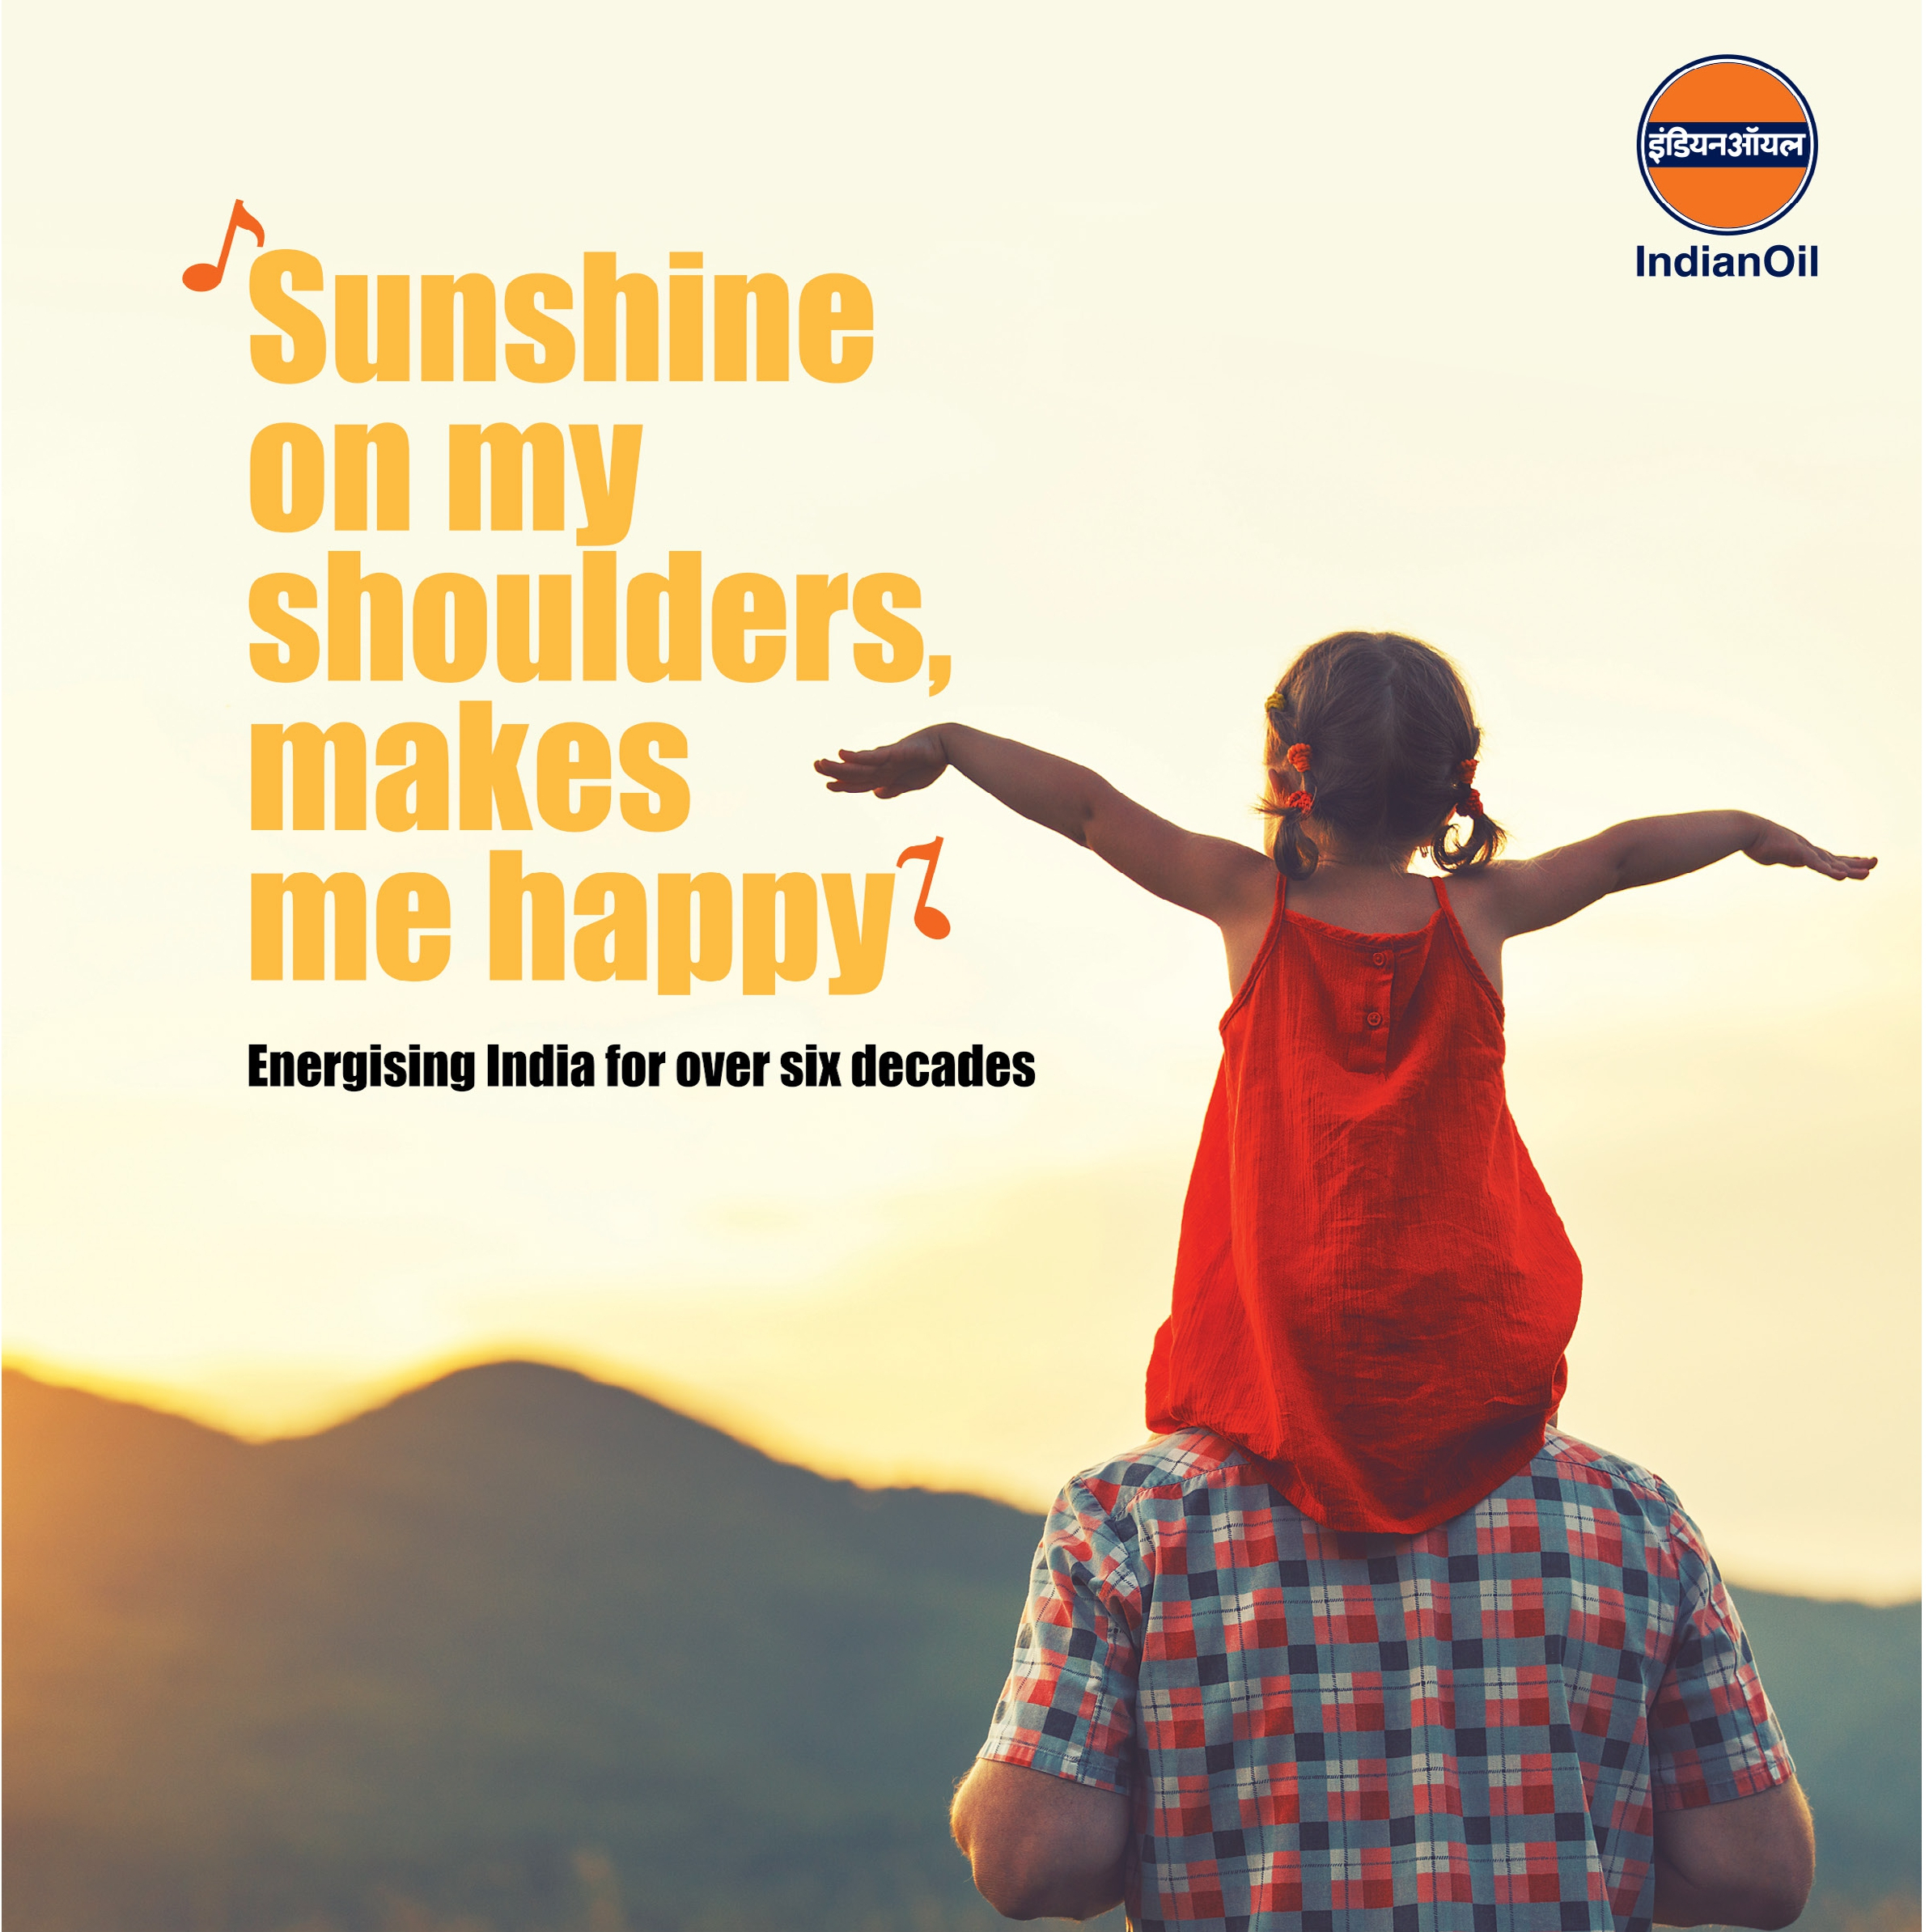 इंडियनऑयल
IndianOil
Sunshine
on my
shoulders,
makes
me happy
Energising India for over six decades